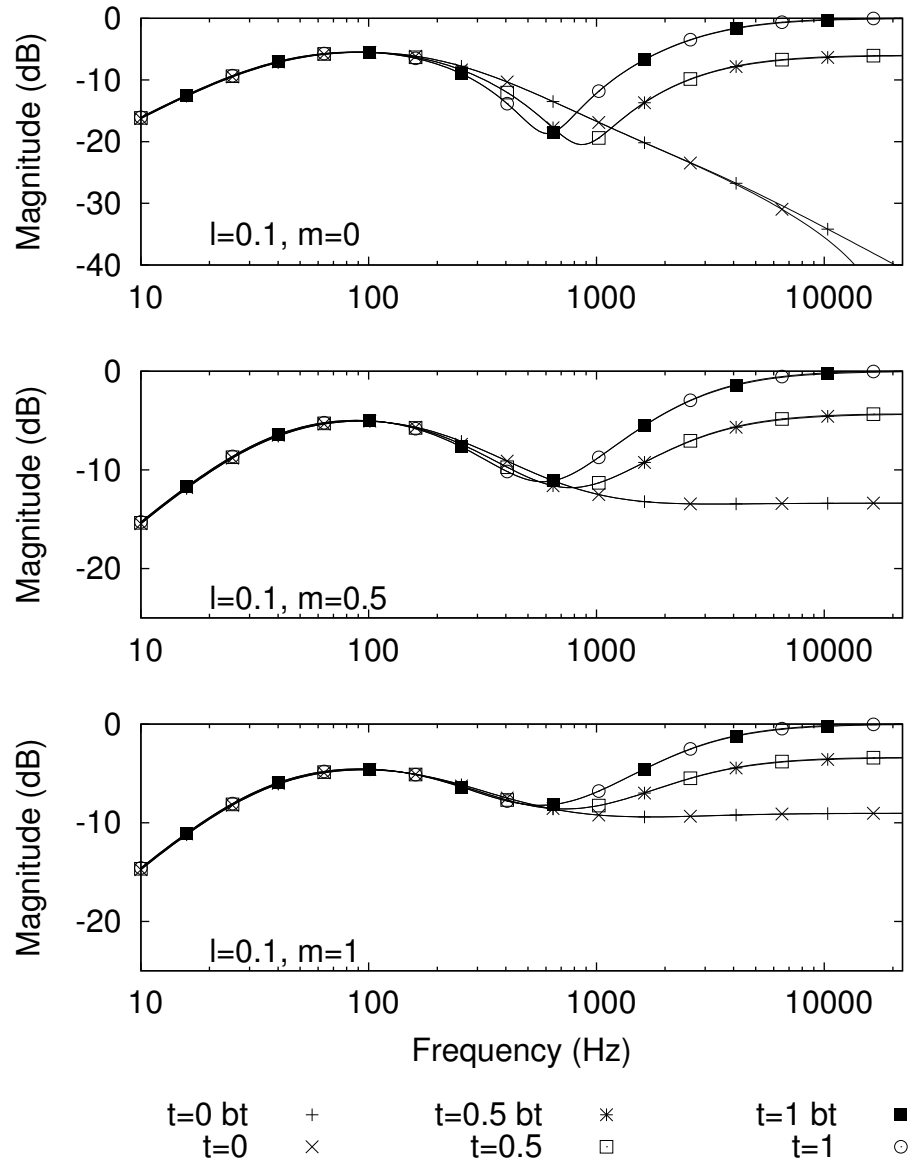 0
-10
-20
-30
-40
Magnitude (dB)
l=0.1, m=0
10 100 1000 10000
0
-10
-20
Magnitude (dB)
l=0.1, m=0.5
10 100 1000 10000
0
-10
-20
Magnitude (dB)
l=0.1, m=1
10 100 1000 10000
Frequency (Hz)
t=0 bt t=0.5 bt t=1 bt
t=0 t=0.5 t=1